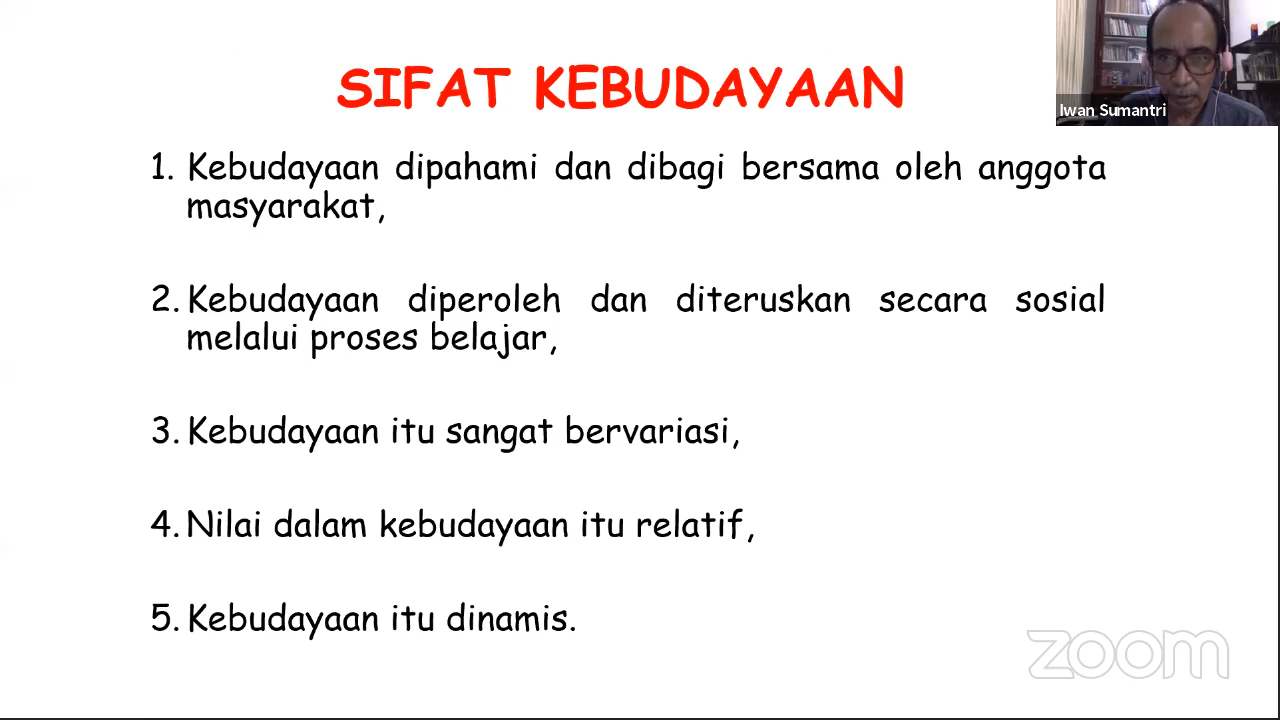 SIFAT KEBUDAYAAN
Iwan Sumantri
1. Kebudayaan dipahami dan dibagi bersama oleh anggota
masyarakat,
2. Kebudayaan diperoleh dan diteruskan secara sosial
melalui proses belajar,
3. Kebudayaan itu sangat bervariasi,
4. Nilai dalam kebudayaan itu relatif,
5. Kebudayaan itu dinamis.
zoom